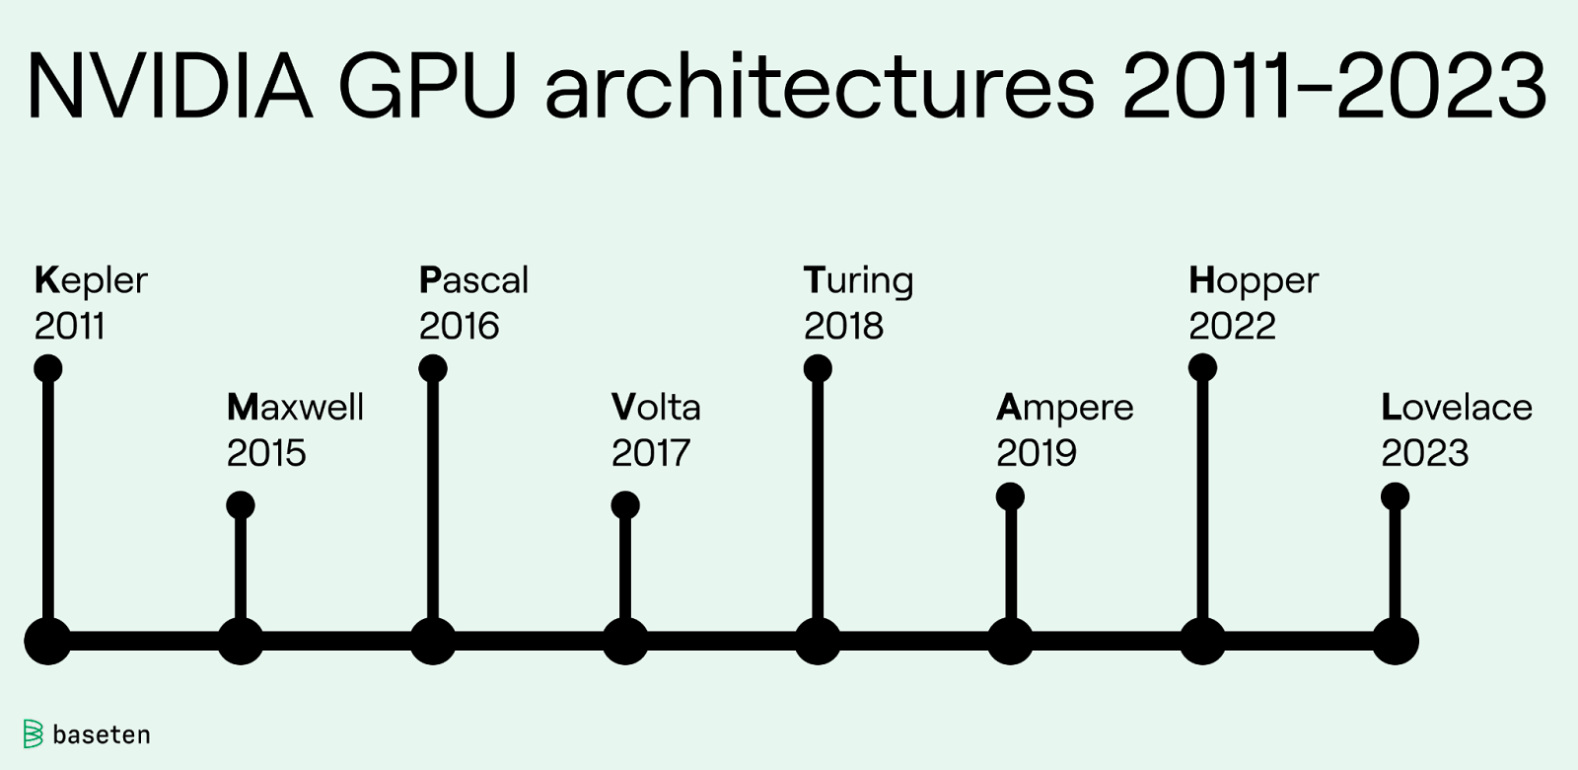 NVIDIA GPU architectures 2011–2023
Kepler
2011
Maxwell
2015
Pascal
2016
Volta
2017
Turing
2018
Ampere
2019
Hopper
2022
Lovelace
2023
baseten